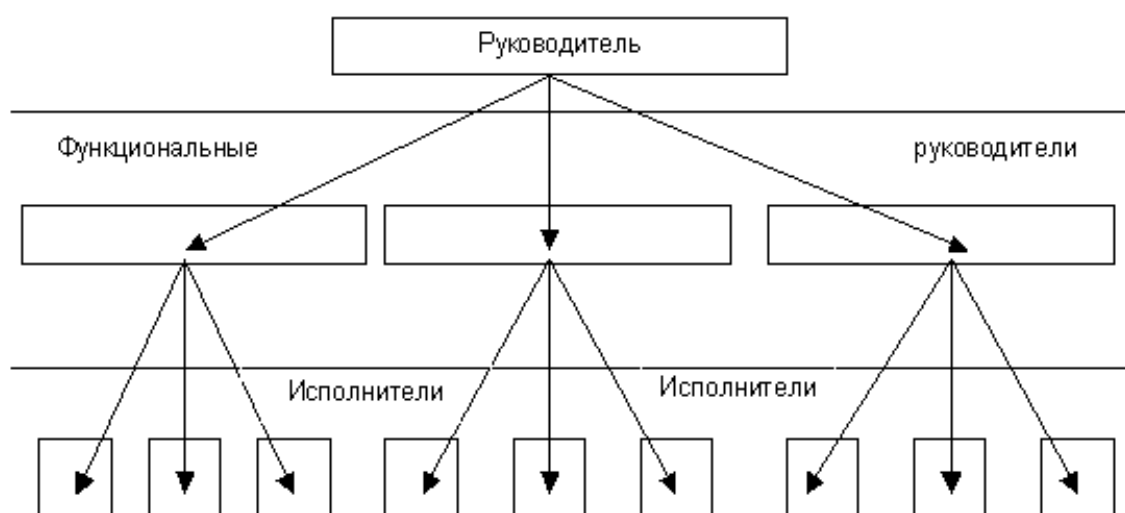 Руководитель
Функциональные руководители
Исполнители Исполнители